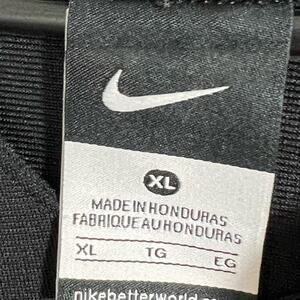 XL
MADE IN HONDURAS
FABRIQUE AU HONDURAS
XL TG EG